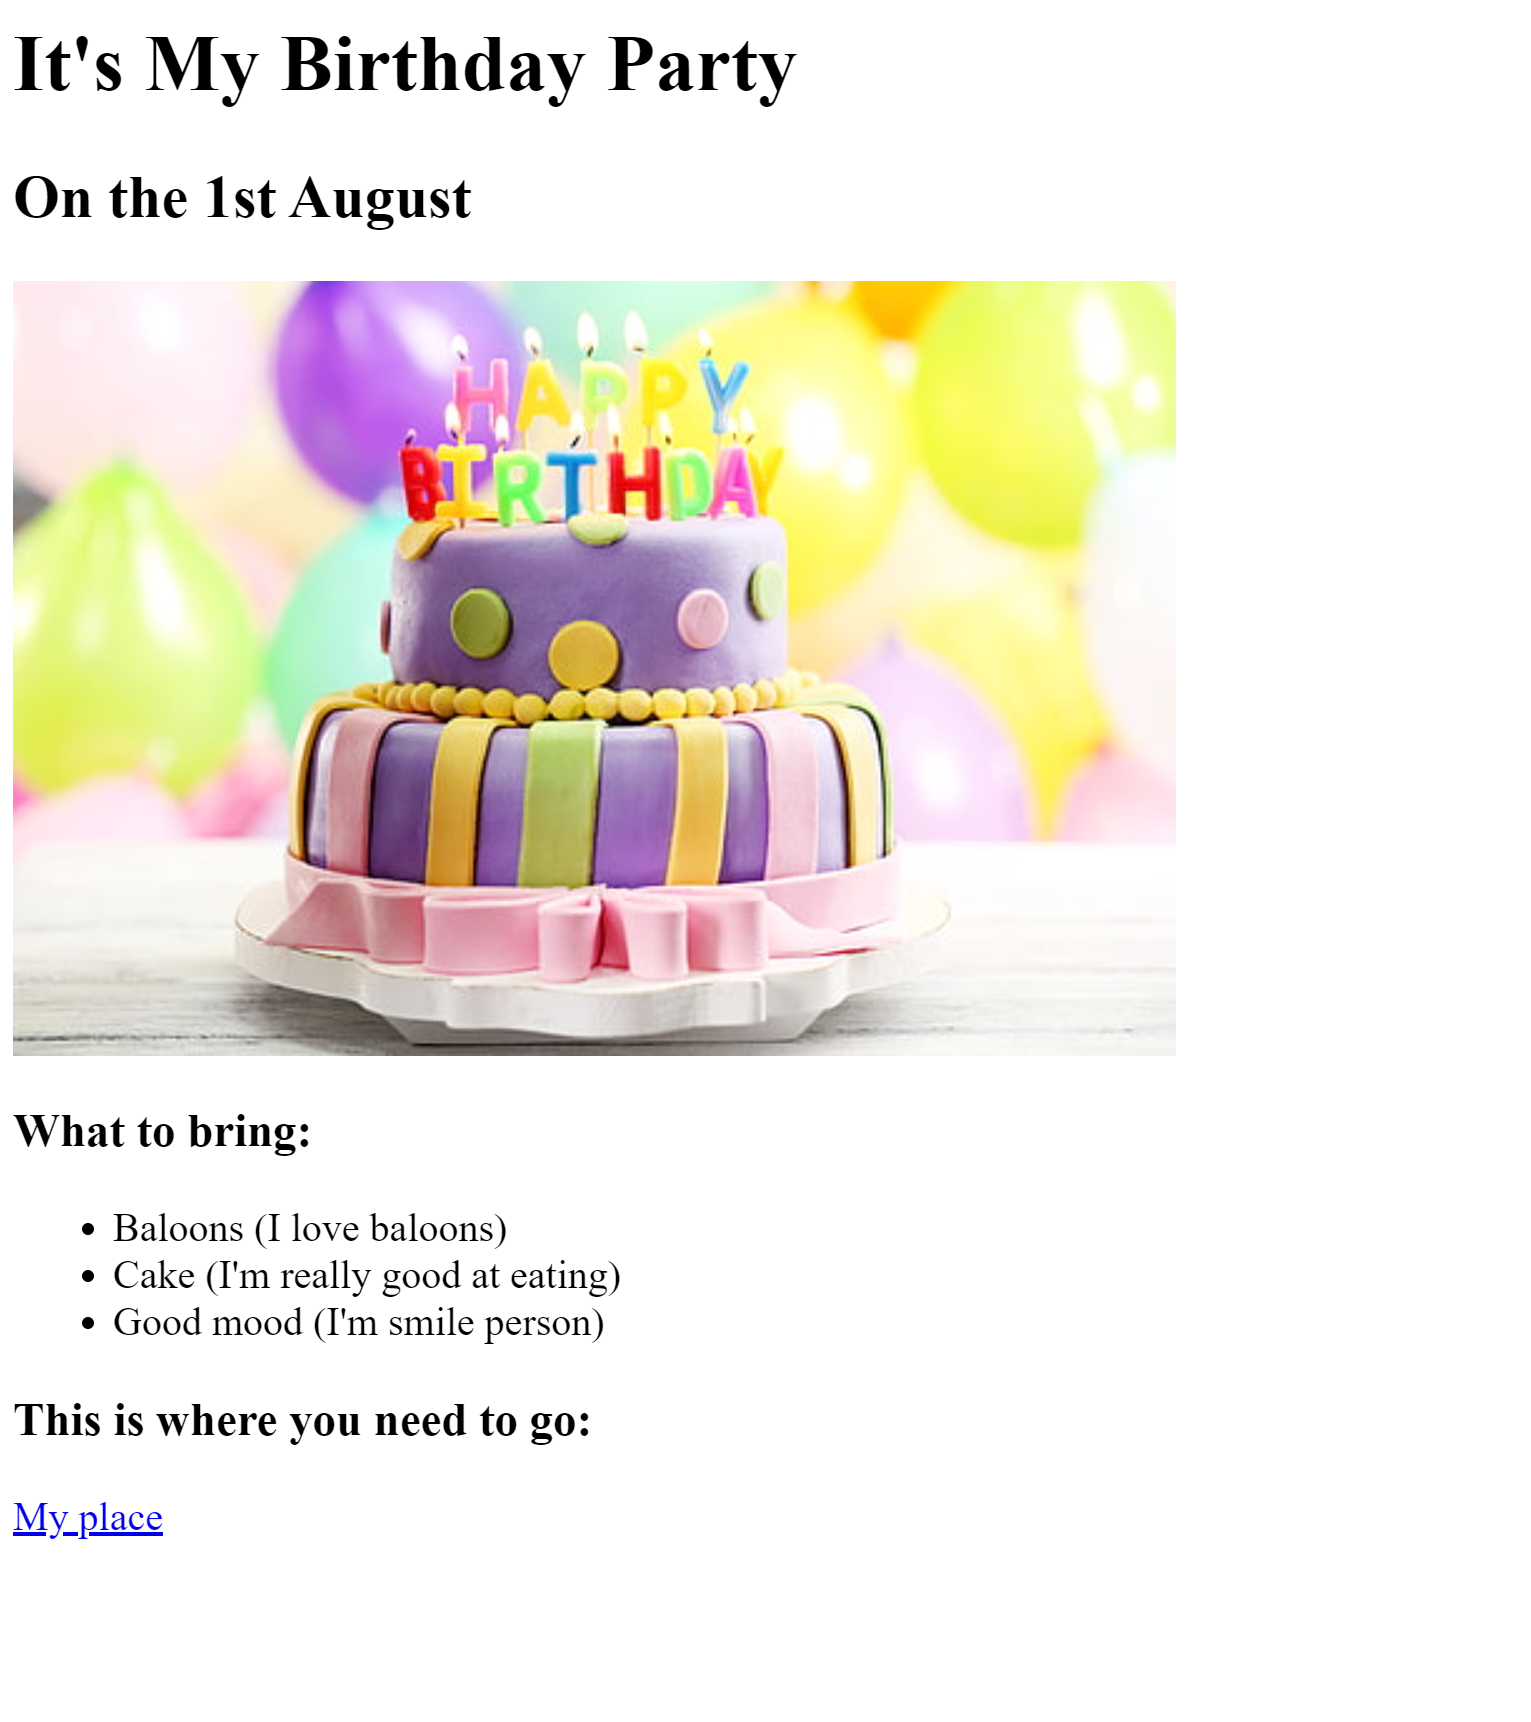 It's My Birthday Party
On the 1st August
HAPPY
BIRTHDAY
What to bring:
Baloons (I love baloons)
Cake (I'm really good at eating)
Good mood (I'm smile person)
This is where you need to go:
My place